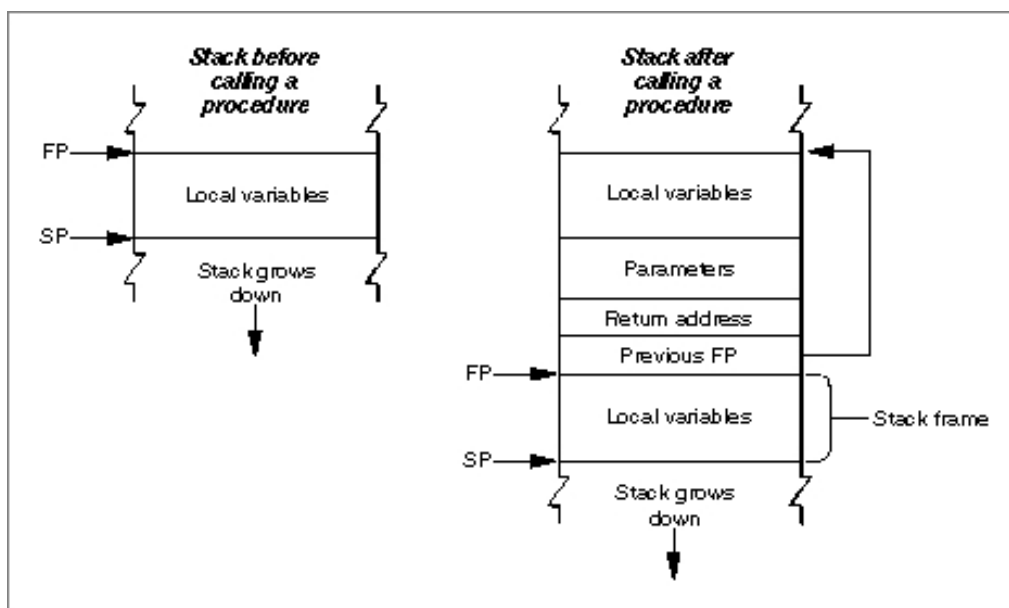 Stack before
calling a
procedure
FP
Local variables
SP
Stack grows
down
Stack after
calling a
procedure
Local variables
Parameters
Return address
Previous FP
FP
Local variables
Stack frame
SP
Stack grows
down